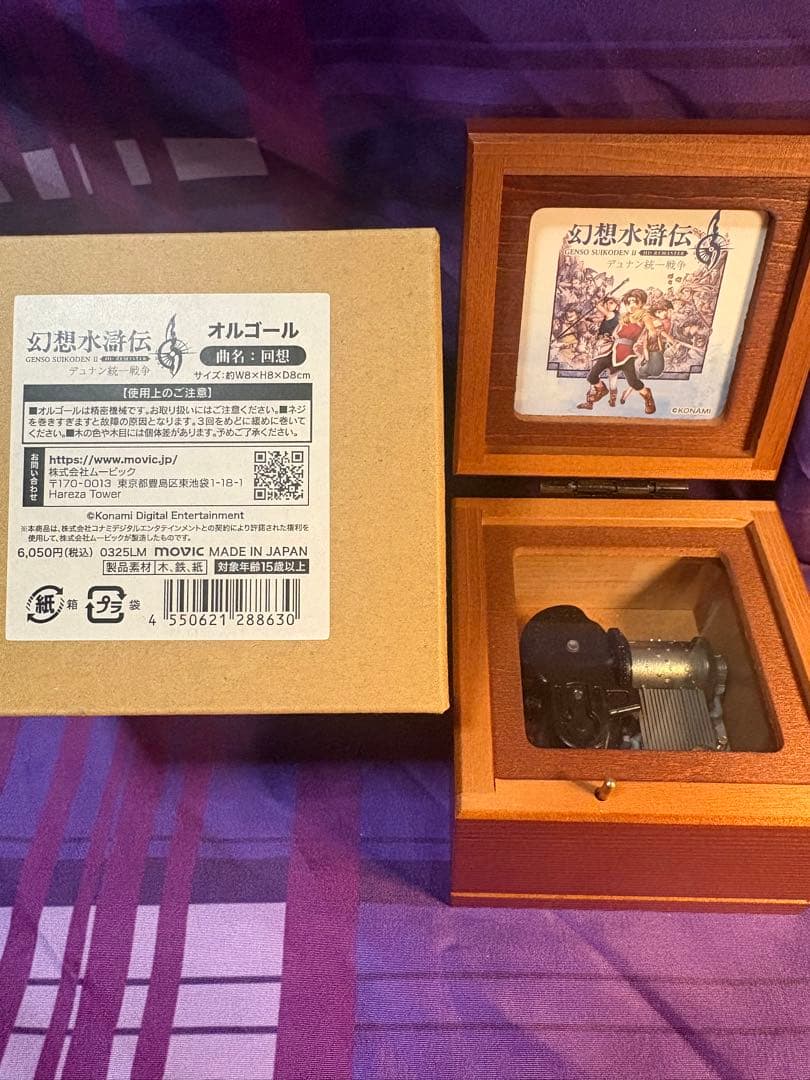 幻想水滸伝
GENSO SUIKODEN II HD REMASTER
デュナン統一戦争
オルゴール
曲名:回想
サイズ:約W8×H8×D8cm
【使用上のご注意】
■オルゴールは精密機械です。お取り扱いにはご注意ください。■ネジ
を巻きすぎますと故障の原因となります。3回をめどに緩めに巻いて
ください。■木の色や木目には個体差があります。予めご了承ください。
お問い合わせ
https://www.movic.jp/
株式会社ムービック
〒170-0013 東京都豊島区東池袋1-18-1
Hareza Tower
©Konami Digital Entertainment
※本商品は、株式会社コナミデジタルエンタテインメントとの契約により許諾された権利を
使用して、株式会社ムービックが製造したものです。
6,050円(税込) 0325LM movic MADE IN JAPAN
製品素材 木、鉄、紙 対象年齢15歳以上
紙 箱 プラ 袋
4 550621 288630
幻想水滸伝
GENSO SUIKODEN II HD REMASTER
デュナン統一戦争
©KONAMI